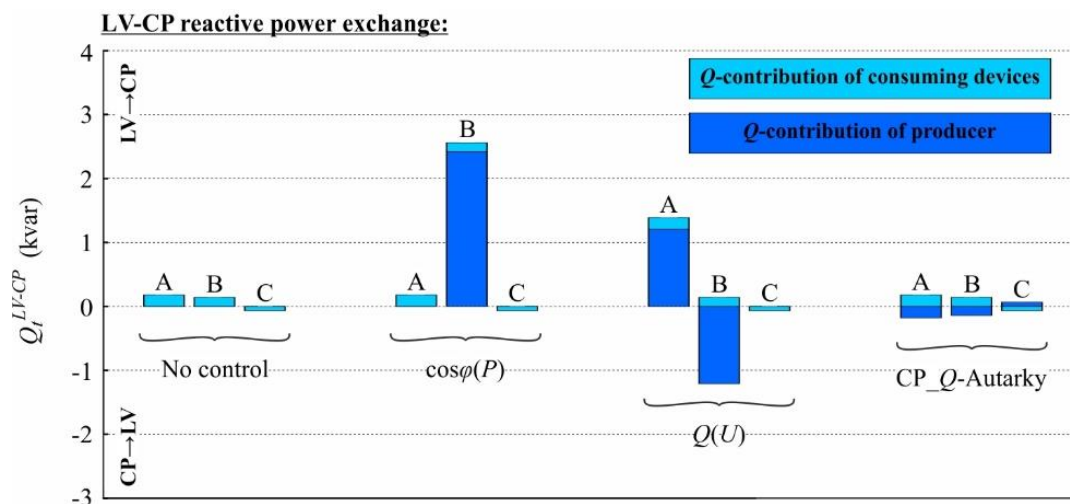 LV-CP reactive power exchange:
4
3
2
1
0
-1
-2
-3
Q_t^{LV-CP} (kvar)
LV→CP
CP→LV
Q-contribution of consuming devices
Q-contribution of producer
A
B
C
No control
A
B
C
cosφ(P)
A
B
C
Q(U)
A
B
C
CP_Q-Autarky